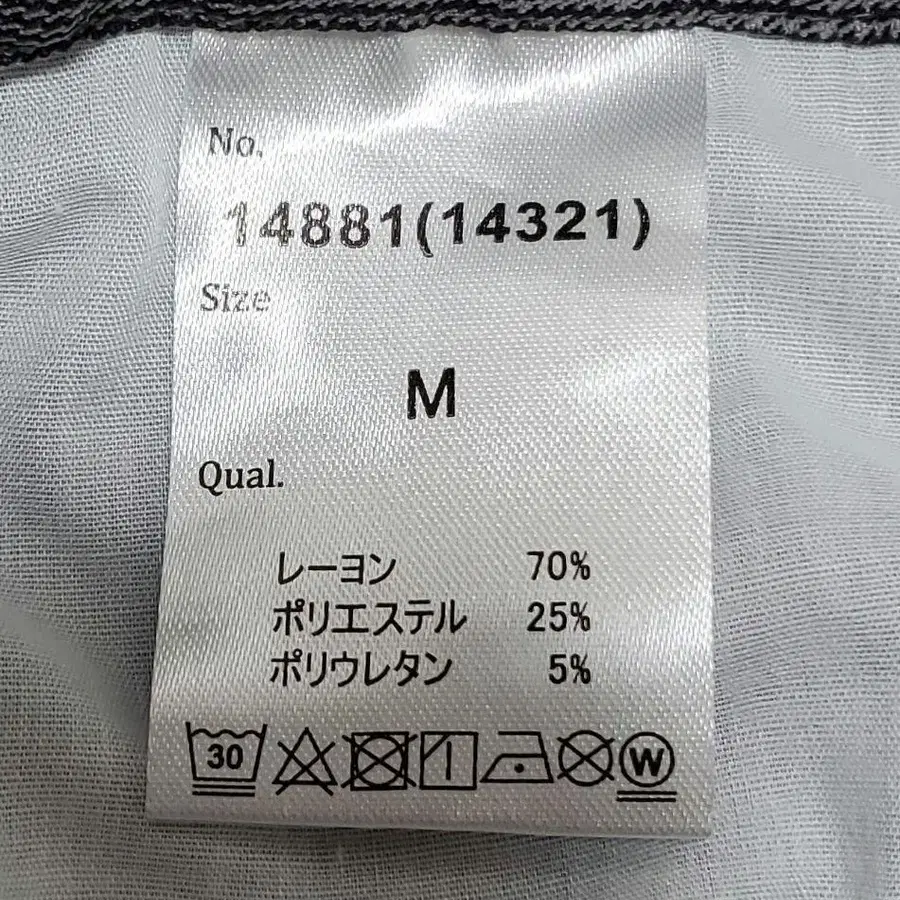 No.
14881(14321)
Size
M
Qual.
レーヨン 70%
ポリエステル 25%
ポリウレタン 5%
30 W